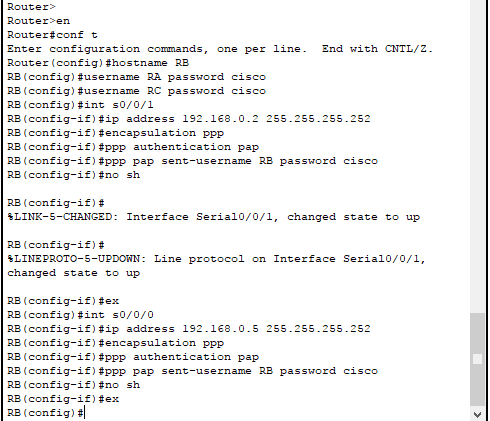 Router>
Router>en
Router#conf t
Enter configuration commands, one per line.  End with CNTL/Z.
Router(config)#hostname RB
RB(config)#username RA password cisco
RB(config)#username RC password cisco
RB(config)#int s0/0/1
RB(config-if)#ip address 192.168.0.2 255.255.255.252
RB(config-if)#encapsulation ppp
RB(config-if)#ppp authentication pap
RB(config-if)#ppp pap sent-username RB password cisco
RB(config-if)#no sh
RB(config-if)#
%LINK-5-CHANGED: Interface Serial0/0/1, changed state to up
RB(config-if)#
%LINEPROTO-5-UPDOWN: Line protocol on Interface Serial0/0/1,
changed state to up
RB(config-if)#ex
RB(config)#int s0/0/0
RB(config-if)#ip address 192.168.0.5 255.255.255.252
RB(config-if)#encapsulation ppp
RB(config-if)#ppp authentication pap
RB(config-if)#ppp pap sent-username RB password cisco
RB(config-if)#no sh
RB(config-if)#ex
RB(config)#